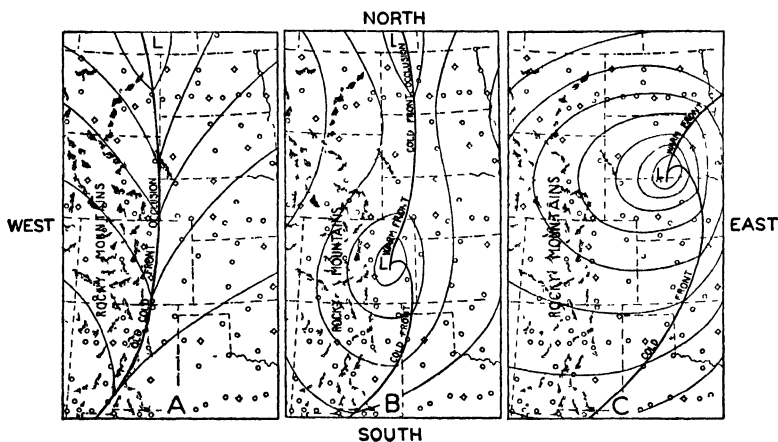 NORTH
WEST
EAST
SOUTH
L
ROCKY MOUNTAINS
OLD COLD FRONT OCCLUSION
A
L
COLD FRONT OCCLUSION
ROCKY MOUNTAINS
WARM FRONT
L
COLD FRONT
B
WARM FRONT
L
ROCKY MOUNTAINS
COLD FRONT
C